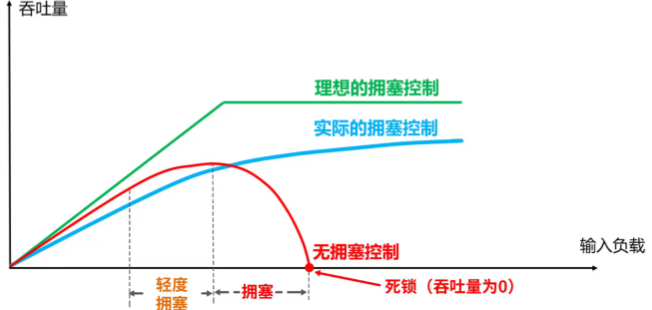 吞吐量
理想的拥塞控制
实际的拥塞控制
无拥塞控制
输入负载
轻度
拥塞
拥塞
死锁（吞吐量为0）